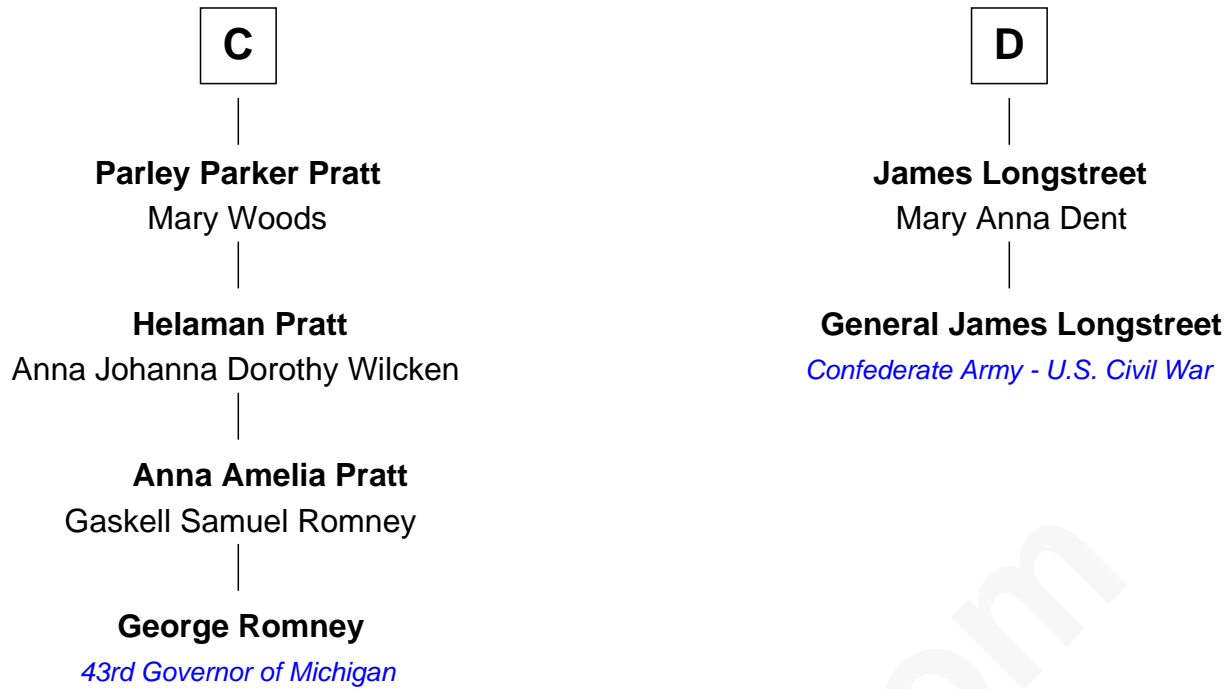 C
Parley Parker Pratt
Mary Woods
Helaman Pratt
Anna Johanna Dorothy Wilcken
Anna Amelia Pratt
Gaskell Samuel Romney
George Romney
43rd Governor of Michigan
D
James Longstreet
Mary Anna Dent
General James Longstreet
Confederate Army - U.S. Civil War
om